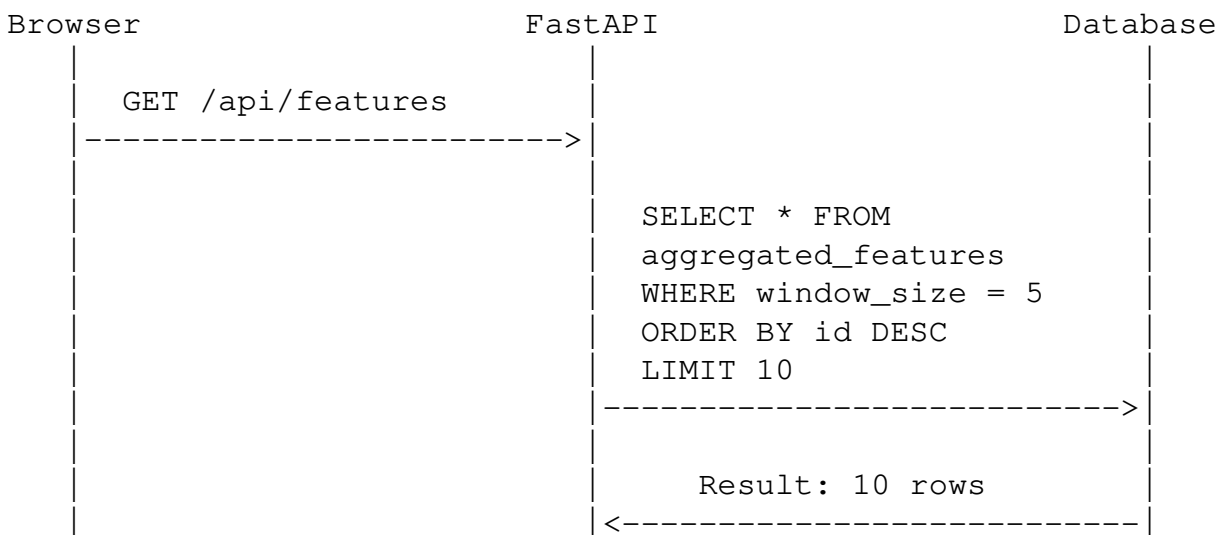 Browser FastAPI Database
GET /api/features
SELECT * FROM
aggregated_features
WHERE window_size = 5
ORDER BY id DESC
LIMIT 10
Result: 10 rows